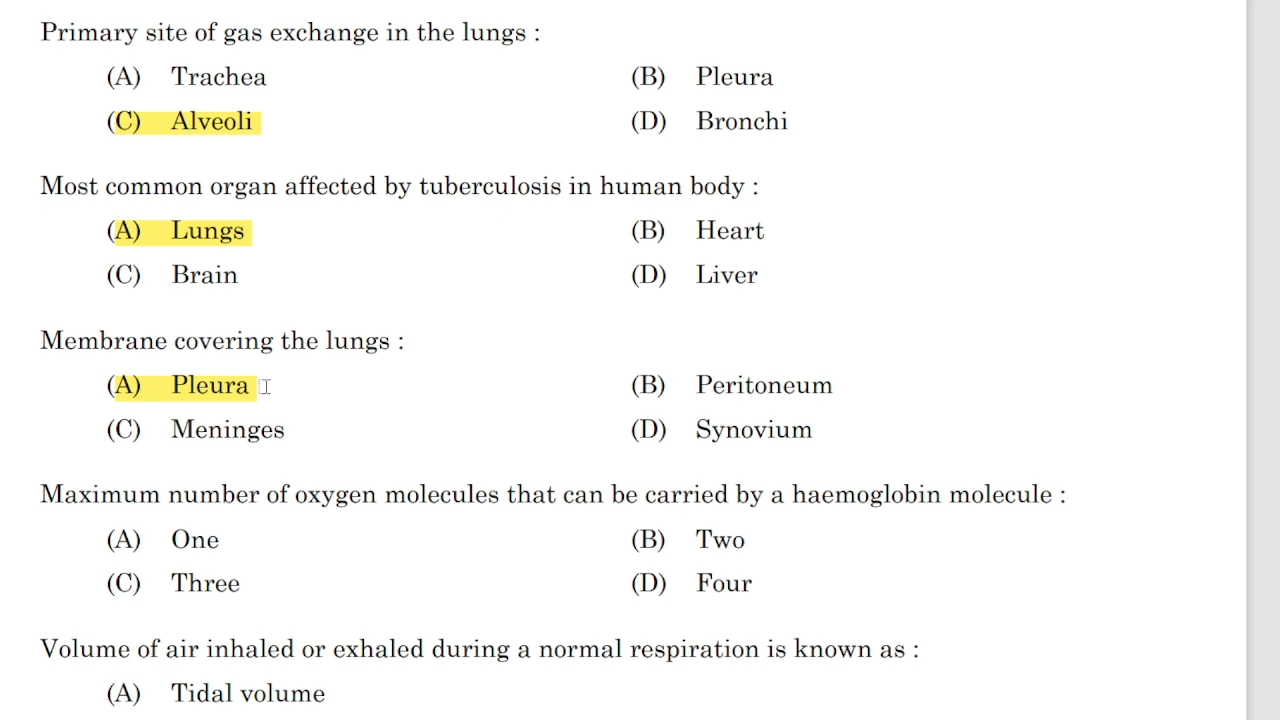 Primary site of gas exchange in the lungs :
(A) Trachea (B) Pleura
(C) Alveoli (D) Bronchi
Most common organ affected by tuberculosis in human body :
(A) Lungs (B) Heart
(C) Brain (D) Liver
Membrane covering the lungs :
(A) Pleura (B) Peritoneum
(C) Meninges (D) Synovium
Maximum number of oxygen molecules that can be carried by a haemoglobin molecule :
(A) One (B) Two
(C) Three (D) Four
Volume of air inhaled or exhaled during a normal respiration is known as :
(A) Tidal volume